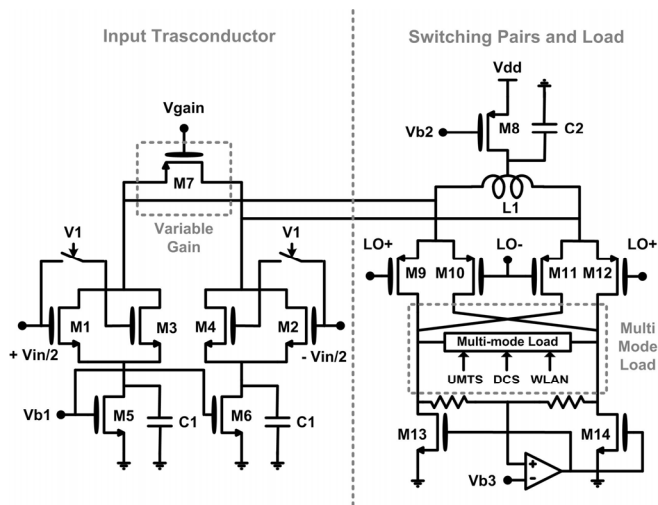 Input Trasconductor
Switching Pairs and Load
Vdd
Vgain
Vb2
M8
C2
M7
L1
Variable
Gain
V1
V1
LO+
LO-
LO+
M9
M10
M11
M12
M1
M3
M4
M2
+ Vin/2
- Vin/2
Multi-mode Load
Multi
Mode
Load
UMTS
DCS
WLAN
Vb1
M5
C1
M6
C1
M13
M14
+
-
Vb3